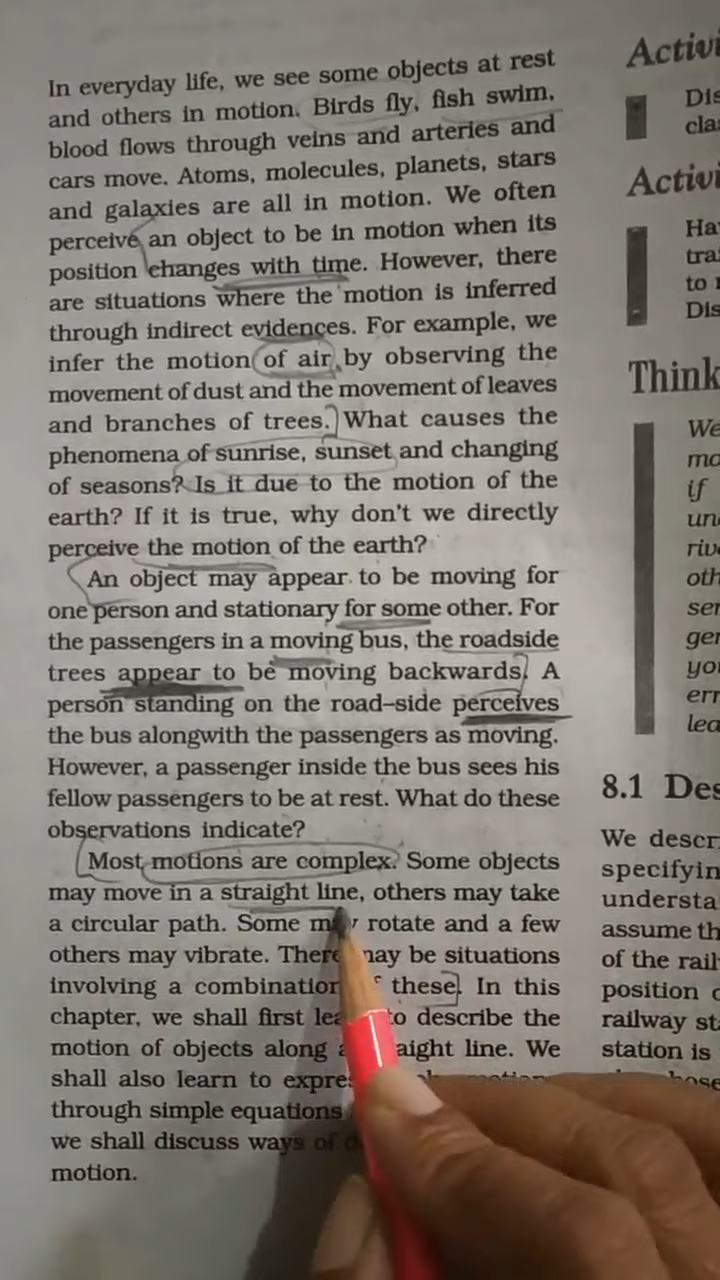 In everyday life, we see some objects at rest
and others in motion. Birds fly, fish swim,
blood flows through veins and arteries and
cars move. Atoms, molecules, planets, stars
and galaxies are all in motion. We often
perceive an object to be in motion when its
position changes with time. However, there
are situations where the motion is inferred
through indirect evidences. For example, we
infer the motion of air by observing the
movement of dust and the movement of leaves
and branches of trees. What causes the
phenomena of sunrise, sunset and changing
of seasons? Is it due to the motion of the
earth? If it is true, why don't we directly
perceive the motion of the earth?
An object may appear to be moving for
one person and stationary for some other. For
the passengers in a moving bus, the roadside
trees appear to be moving backwards. A
person standing on the road–side perceives
the bus alongwith the passengers as moving.
However, a passenger inside the bus sees his
fellow passengers to be at rest. What do these
observations indicate?
Most motions are complex. Some objects
may move in a straight line, others may take
a circular path. Some may rotate and a few
others may vibrate. There may be situations
involving a combination these. In this
chapter, we shall first to describe the
motion of objects along line. We
shall also learn to
through simple equations
we shall discuss ways of
motion.
Activi
Dis
cla
Activi
Ha
tra
to
Dis
Think
We
mo
if
un
riv
oth
ser
ger
you
err
lea
8.1 Des
We descr
specifyin
understa
assume th
of the rail
position o
railway sta
station is